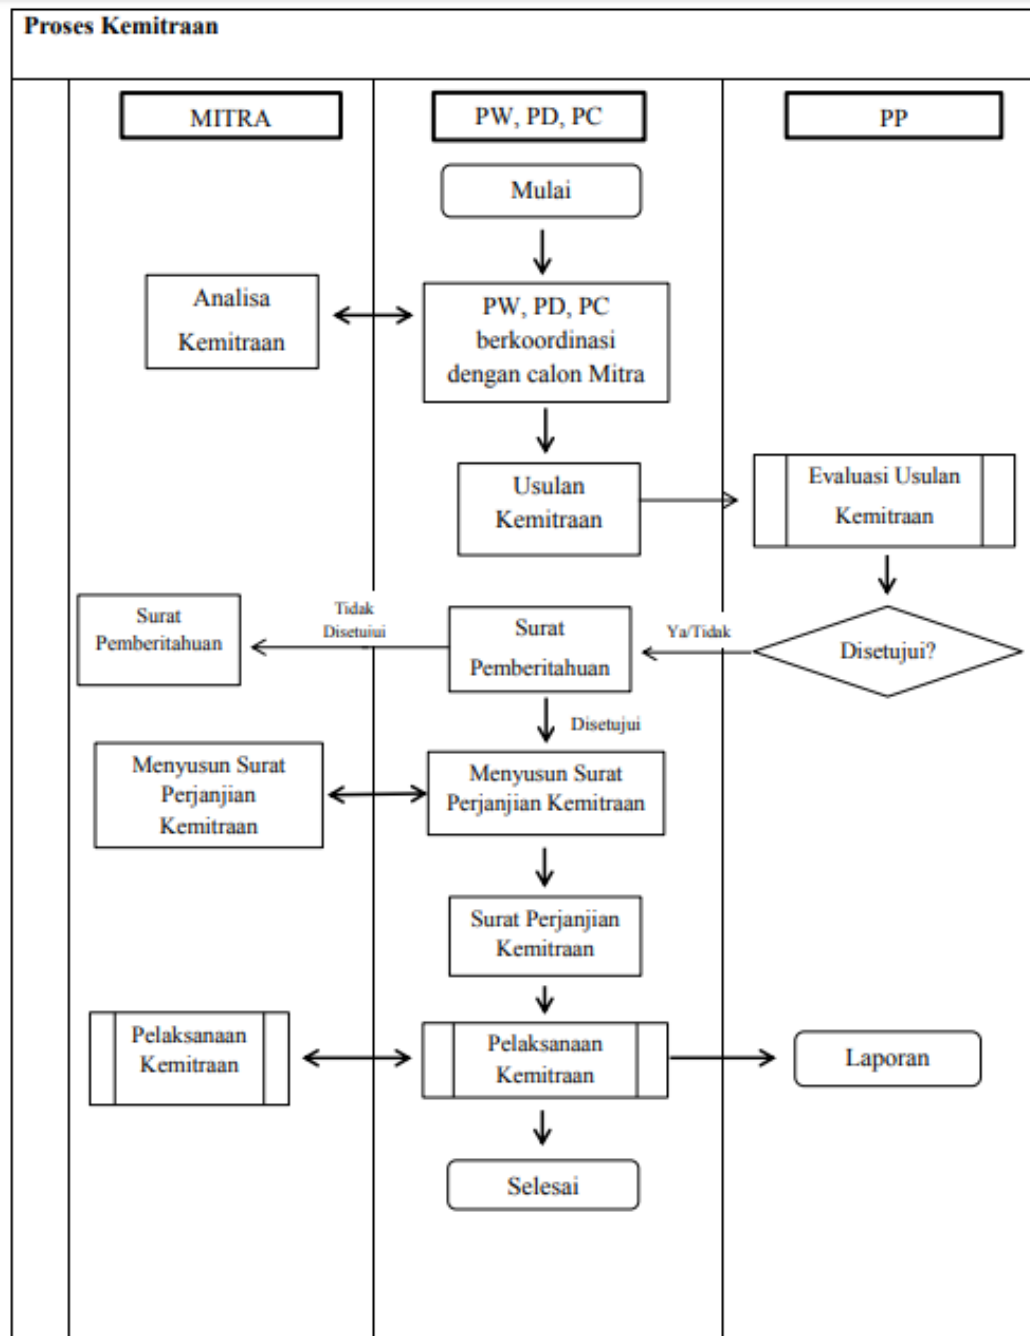 Proses Kemitraan
MITRA
PW, PD, PC
PP
Mulai
Analisa
Kemitraan
PW, PD, PC
berkoordinasi
dengan calon Mitra
Usulan
Kemitraan
Evaluasi Usulan
Kemitraan
Disetujui?
Ya/Tidak
Surat
Pemberitahuan
Tidak
Disetujui
Surat
Pemberitahuan
Disetujui
Menyusun Surat
Perjanjian
Kemitraan
Menyusun Surat
Perjanjian Kemitraan
Surat Perjanjian
Kemitraan
Pelaksanaan
Kemitraan
Pelaksanaan
Kemitraan
Laporan
Selesai